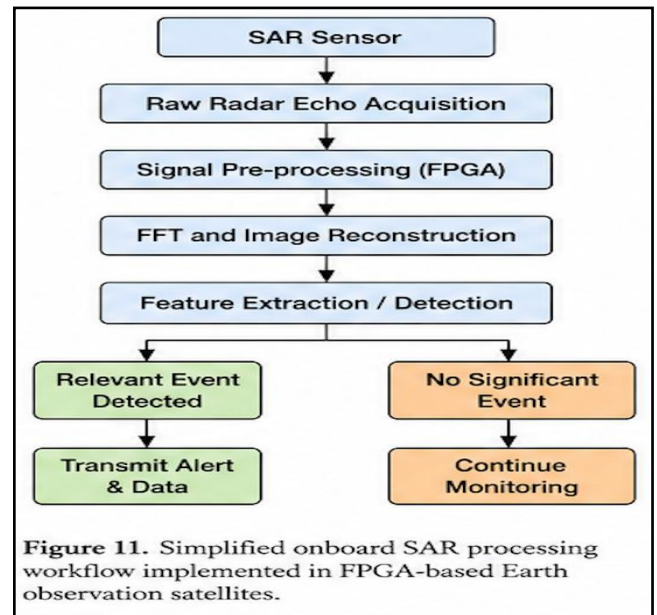 SAR Sensor
Raw Radar Echo Acquisition
Signal Pre-processing (FPGA)
FFT and Image Reconstruction
Feature Extraction / Detection
Relevant Event
Detected
No Significant
Event
Transmit Alert
& Data
Continue
Monitoring
Figure 11. Simplified onboard SAR processing
workflow implemented in FPGA-based Earth
observation satellites.